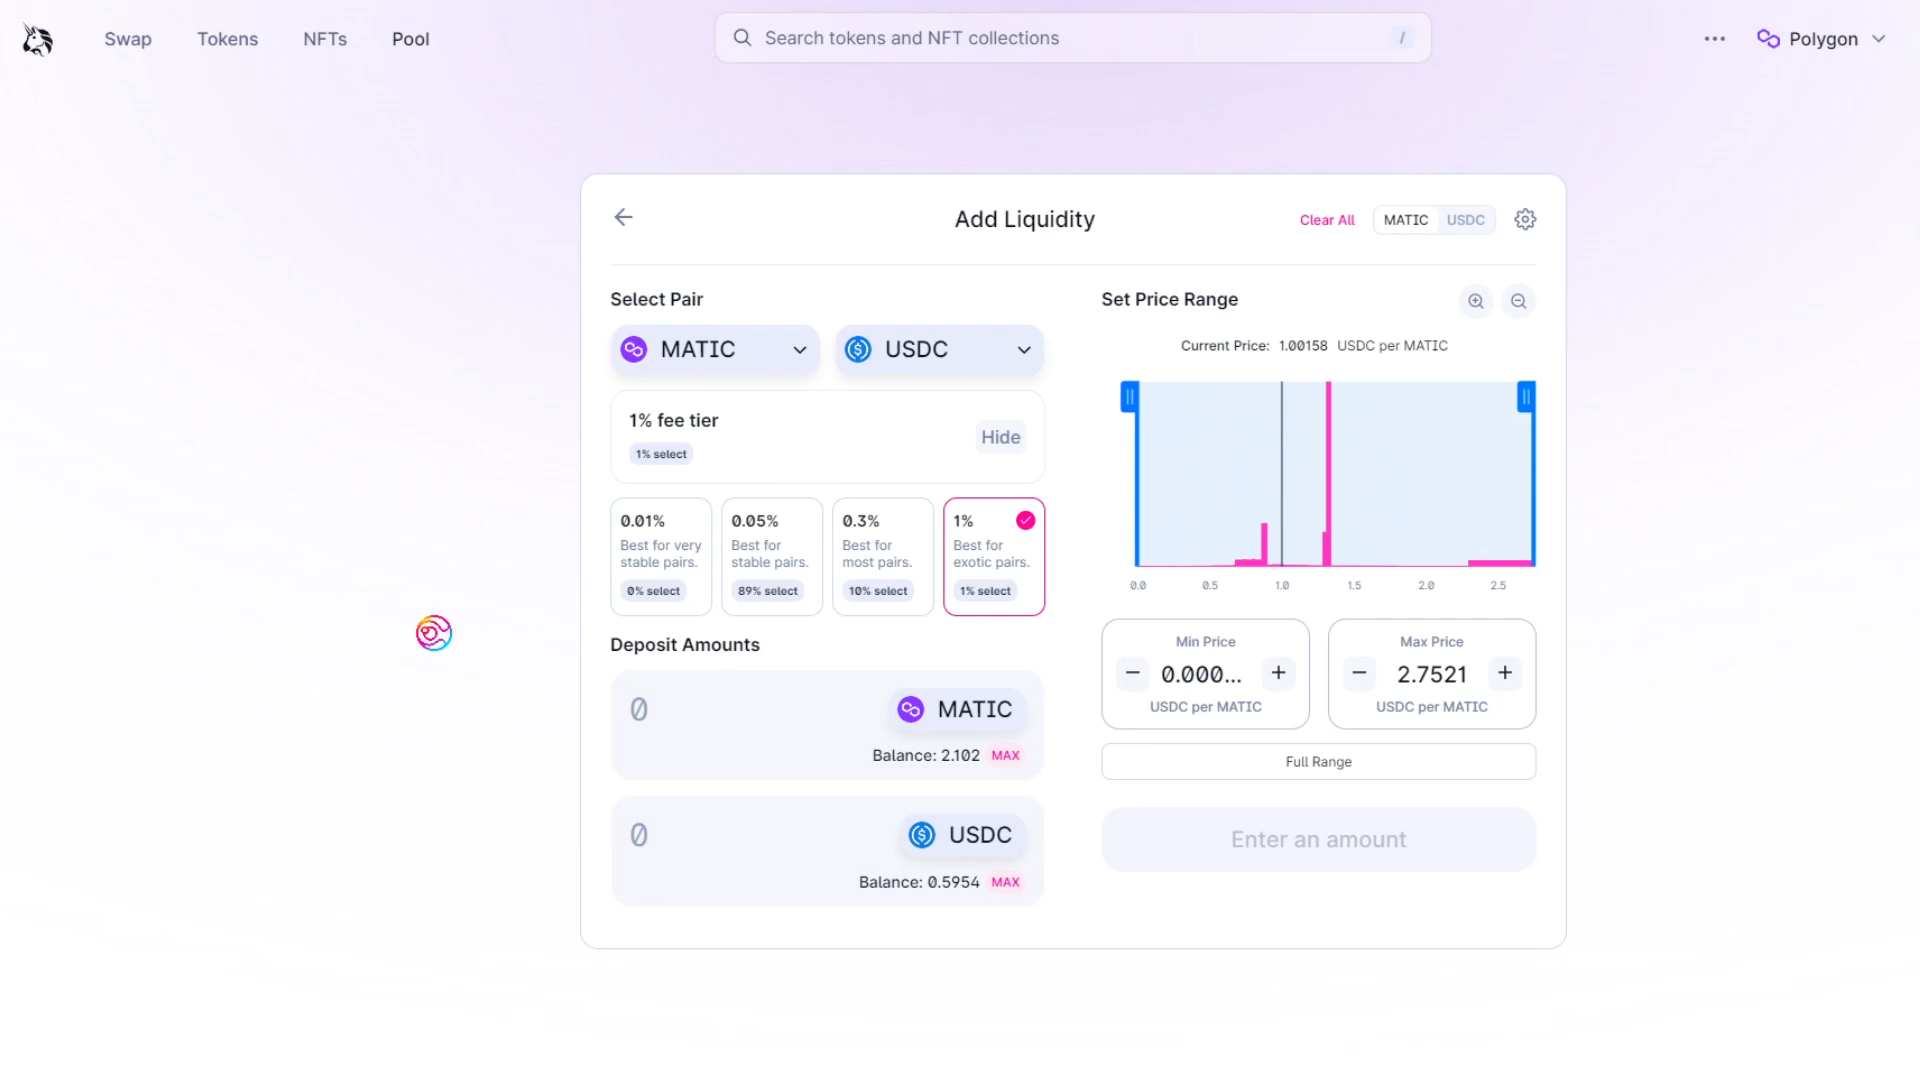 Swap
Tokens
NFTs
Pool
Search tokens and NFT collections
/
Polygon
Add Liquidity
Clear All
MATIC
USDC
Select Pair
MATIC
USDC
1% fee tier
1% select
Hide
0.01%
Best for very
stable pairs.
0% select
0.05%
Best for
stable pairs.
89% select
0.3%
Best for
most pairs.
10% select
1%
Best for
exotic pairs.
1% select
Deposit Amounts
0
MATIC
Balance: 2.102 MAX
0
USDC
Balance: 0.5954 MAX
Set Price Range
Current Price: 1.00158 USDC per MATIC
0.0 0.5 1.0 1.5 2.0 2.5
Min Price
0.000...
USDC per MATIC
Max Price
2.7521
USDC per MATIC
Full Range
Enter an amount